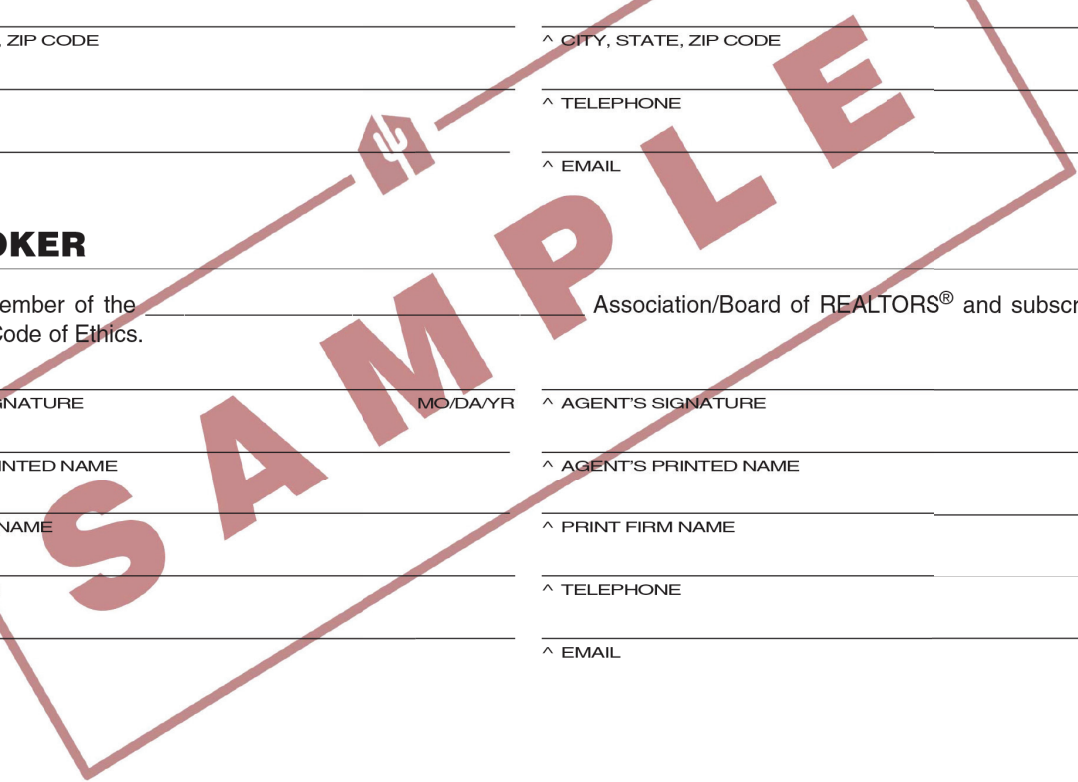 , ZIP CODE ^ CITY, STATE, ZIP CODE
^ TELEPHONE
^ EMAIL
OKER
ember of the ____ Association/Board of REALTORS® and subscr
Code of Ethics.
GNATURE MO/DA/YR ^ AGENT’S SIGNATURE
INTED NAME ^ AGENT’S PRINTED NAME
NAME ^ PRINT FIRM NAME
^ TELEPHONE
^ EMAIL
SAMPLE